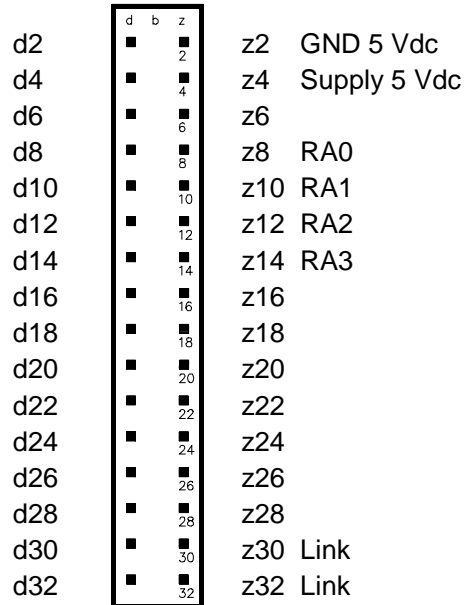 d b z
d2 2 z2 GND 5 Vdc
d4 4 z4 Supply 5 Vdc
d6 6 z6
d8 8 z8 RA0
d10 10 z10 RA1
d12 12 z12 RA2
d14 14 z14 RA3
d16 16 z16
d18 18 z18
d20 20 z20
d22 22 z22
d24 24 z24
d26 26 z26
d28 28 z28
d30 30 z30 Link
d32 32 z32 Link